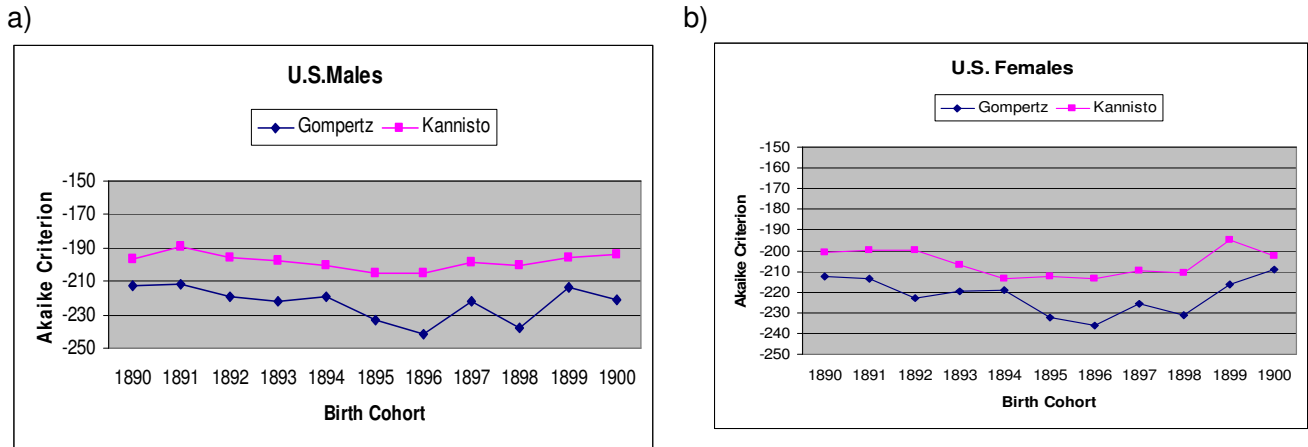 a)
U.S.Males
Gompertz Kannisto
Akaike Criterion
-150
-170
-190
-210
-230
-250
1890 1891 1892 1893 1894 1895 1896 1897 1898 1899 1900
Birth Cohort
b)
U.S. Females
Gompertz Kannisto
Akaike Criterion
-150
-160
-170
-180
-190
-200
-210
-220
-230
-240
-250
1890 1891 1892 1893 1894 1895 1896 1897 1898 1899 1900
Birth Cohort